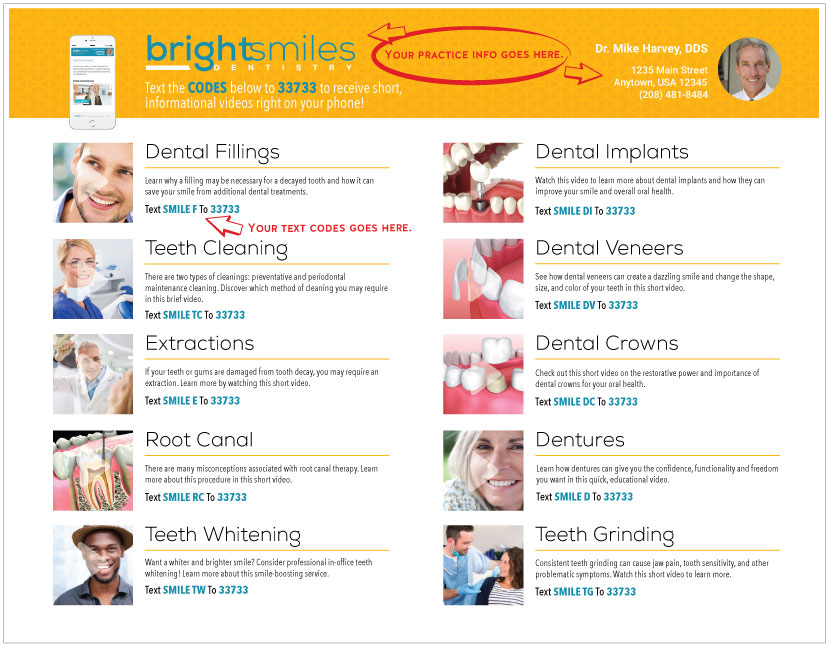 brightsmiles
DENTISTRY
Text the CODES below to 33733 to receive short,
informational videos right on your phone!
YOUR PRACTICE INFO GOES HERE.
Dr. Mike Harvey, DDS
1235 Main Street
Anytown, USA 12345
(208) 481-8484
Dental Fillings
Learn why a filling may be necessary for a decayed tooth and how it can
save your smile from additional dental treatments.
Text SMILE F To 33733
YOUR TEXT CODES GOES HERE.
Teeth Cleaning
There are two types of cleanings: preventative and periodontal
maintenance cleaning. Discover which method of cleaning you may require
in this brief video.
Text SMILE TC To 33733
Extractions
If your teeth or gums are damaged from tooth decay, you may require an
extraction. Learn more by watching this short video.
Text SMILE E To 33733
Root Canal
There are many misconceptions associated with root canal therapy. Learn
more about this procedure in this short video.
Text SMILE RC To 33733
Teeth Whitening
Want a whiter and brighter smile? Consider professional in-office teeth
whitening! Learn more about this smile-boosting service.
Text SMILE TW To 33733
Dental Implants
Watch this video to learn more about dental implants and how they can
improve your smile and overall oral health.
Text SMILE DI To 33733
Dental Veneers
See how dental veneers can create a dazzling smile and change the shape,
size, and color of your teeth in this short video.
Text SMILE DV To 33733
Dental Crowns
Check out this short video on the restorative power and importance of
dental crowns for your oral health.
Text SMILE DC To 33733
Dentures
Learn how dentures can give you the confidence, functionality and freedom
you want in this quick, educational video.
Text SMILE D To 33733
Teeth Grinding
Consistent teeth grinding can cause jaw pain, tooth sensitivity, and other
problematic symptoms. Watch this short video to learn more.
Text SMILE TG To 33733